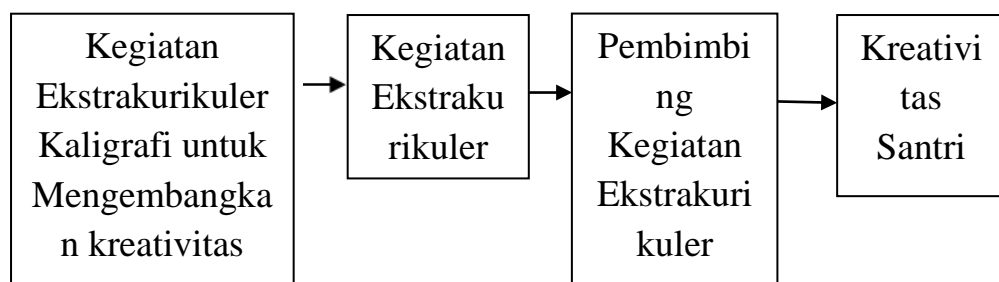 Kegiatan
Ekstrakurikuler
Kaligrafi untuk
Mengembangka
n kreativitas
Kegiatan
Ekstraku
rikuler
Pembimbi
ng
Kegiatan
Ekstrakuri
kuler
Kreativi
tas
Santri